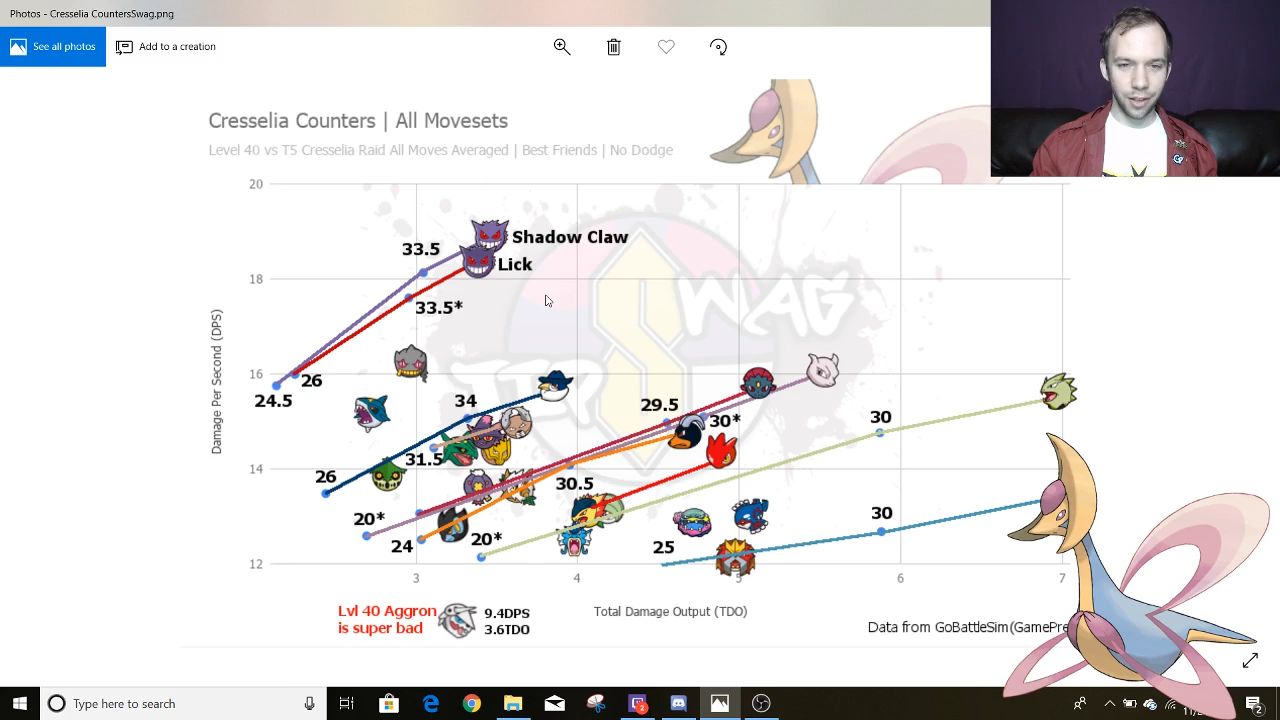 Photos - Cresselia CountersSwag.png
See all photos
Add to a creation
Cresselia Counters | All Movesets
Level 40 vs T5 Cresselia Raid All Moves Averaged | Best Friends | No Dodge
20
Shadow Claw
33.5
Lick
18
33.5*
Damage Per Second (DPS)
16
26
24.5
34
29.5
30*
30
31.5
14
26
30.5
20*
24
20*
30
25
12
3
4
5
6
7
Lvl 40 Aggron
is super bad
9.4DPS
3.6TDO
Total Damage Output (TDO)
Data from GoBattleSim(GamePre
SWAG
Type here to search
2
2